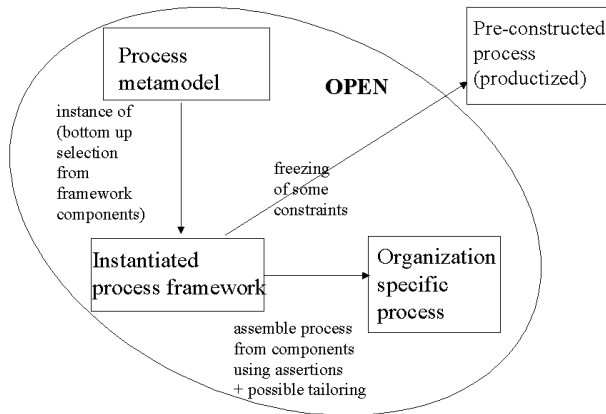 Process
metamodel
OPEN
Pre-constructed
process
(productized)
instance of
(bottom up
selection
from
framework
components)
freezing
of some
constraints
Instantiated
process framework
Organization
specific
process
assemble process
from components
using assertions
+ possible tailoring